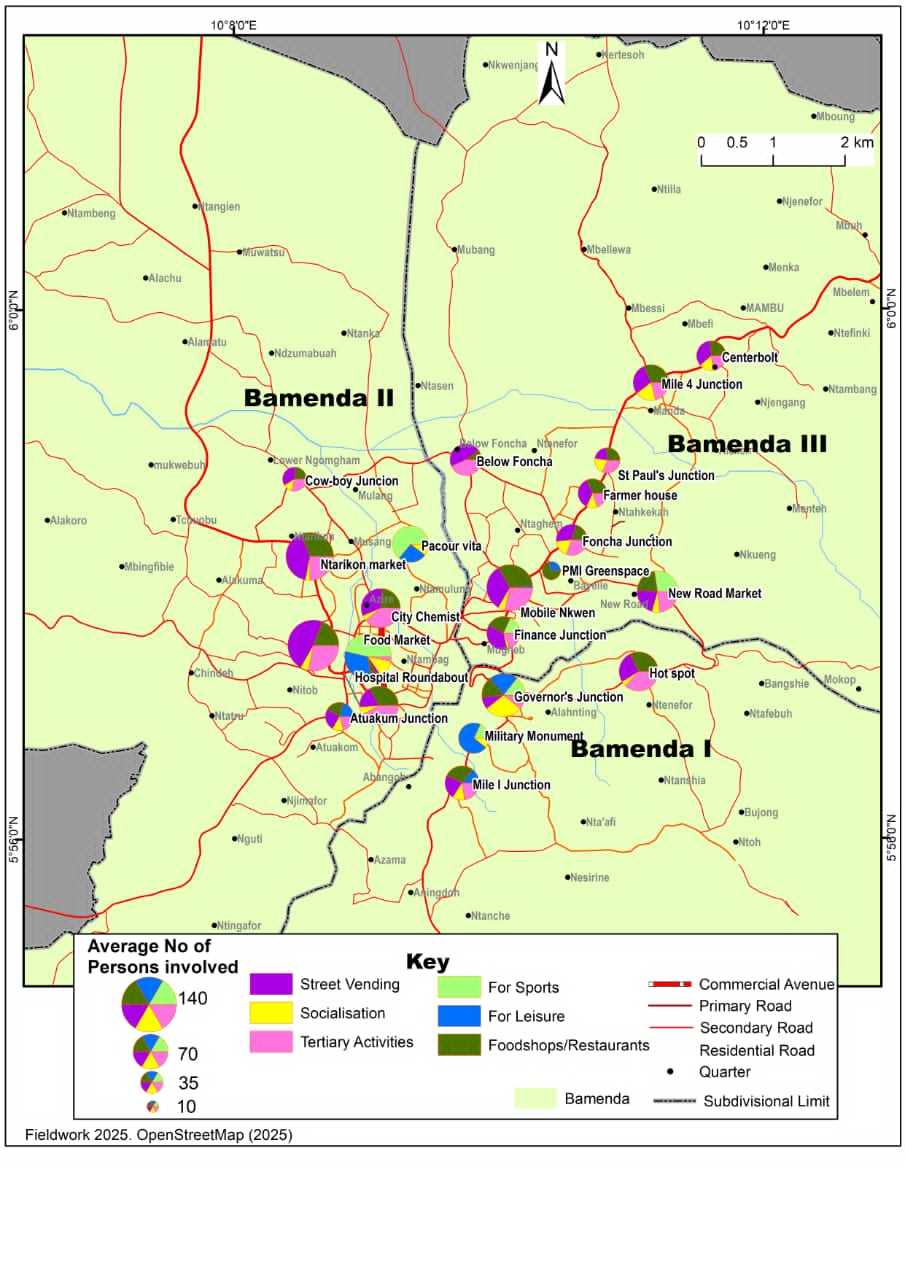 10°8'0"E
10°12'0"E
N
Nkwenjang
Kertesoh
Mboung
0 0.5 1 2 km
Ntilla
Ntambeng
Ntangien
Njenefor
Mbuh
Muwatsu
Mubang
Mbellewa
Alachu
Menka
Mbelem
6°0'0"N
6°0'0"N
Mbessi
MAMBU
Mbefi
Ntefinki
Alamatu
Ntanka
Ndzumabuah
Centerbolt
Mile 4 Junction
Ntasen
Ntambang
Bamenda II
Njengang
Manda
Bamenda III
Below Foncha
Ntenefor
mukwebuh
Lower Ngomgham
Below Foncha
Cow-boy Juncion
St Paul's Junction
Mulang
Farmer house
Menteh
Alakoro
Ntahkekah
Ntaghem
Musang
Foncha Junction
Pacour vita
Nkueng
Ntarikon market
Mbingfibie
PMI Greenspace
Alakuma
Bayelle
Ntamulung
New Road Market
New Road
Azire
City Chemist
Mobile Nkwen
Finance Junction
Food Market
Mugheb
Ntambag
Chindeh
Hospital Roundabout
Hot spot
Mokop
Nitob
Bangshie
Governor's Junction
Ntenefor
Ntatru
Atuakum Junction
Alahnting
Ntafebuh
Military Monument
Atuakom
Bamenda I
Abangoh
Mile I Junction
Ntanshia
Njimafor
Bujong
Nta'afi
5°56'0"N
5°56'0"N
Nguti
Ntoh
Azama
Nesirine
Aningdoh
Ntanche
Ntingafor
Average No of
Persons involved
Key
140
70
35
10
Street Vending
Socialisation
Tertiary Activities
For Sports
For Leisure
Foodshops/Restaurants
Bamenda
Commercial Avenue
Primary Road
Secondary Road
Residential Road
Quarter
Subdivisional Limit
Fieldwork 2025. OpenStreetMap (2025)